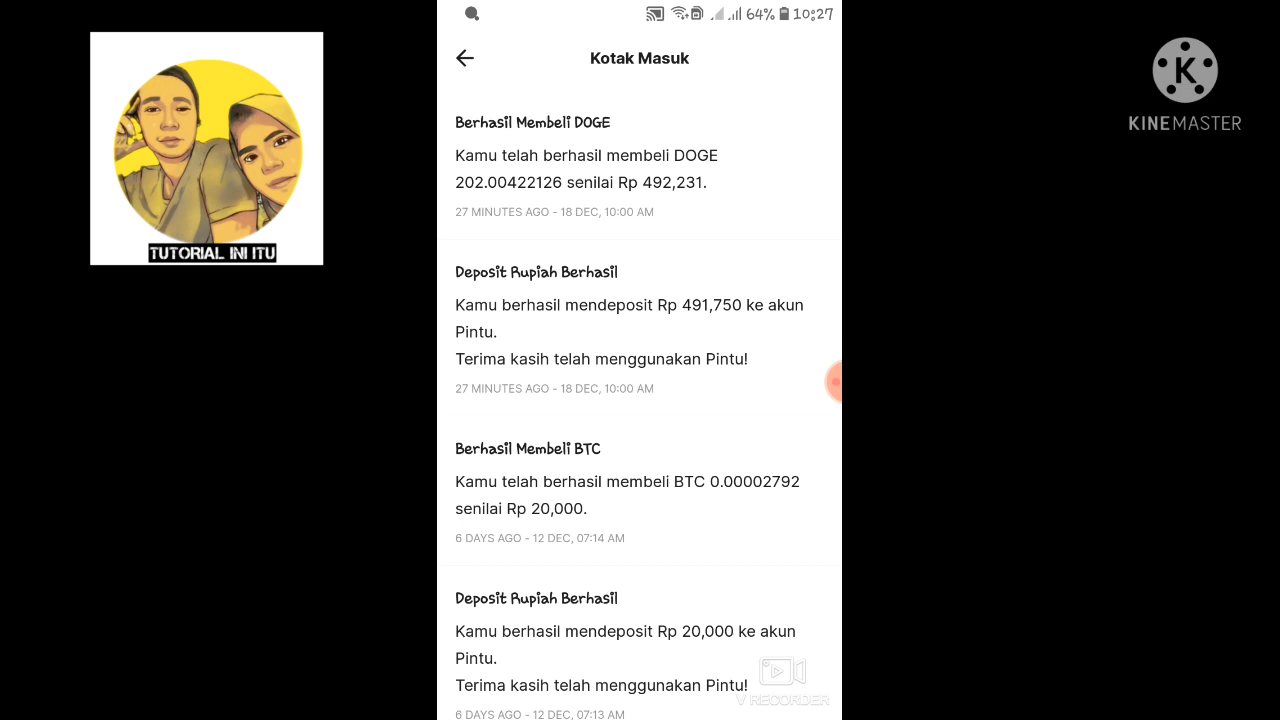 64% 10:27
Kotak Masuk
Berhasil Membeli DOGE
Kamu telah berhasil membeli DOGE
202.00422126 senilai Rp 492,231.
27 MINUTES AGO - 18 DEC, 10:00 AM
Deposit Rupiah Berhasil
Kamu berhasil mendeposit Rp 491,750 ke akun
Pintu.
Terima kasih telah menggunakan Pintu!
27 MINUTES AGO - 18 DEC, 10:00 AM
Berhasil Membeli BTC
Kamu telah berhasil membeli BTC 0.00002792
senilai Rp 20,000.
6 DAYS AGO - 12 DEC, 07:14 AM
Deposit Rupiah Berhasil
Kamu berhasil mendeposit Rp 20,000 ke akun
Pintu.
Terima kasih telah menggunakan Pintu!
6 DAYS AGO - 12 DEC, 07:13 AM
TUTORIAL INI ITU
K
KINEMASTER
V RECORDER